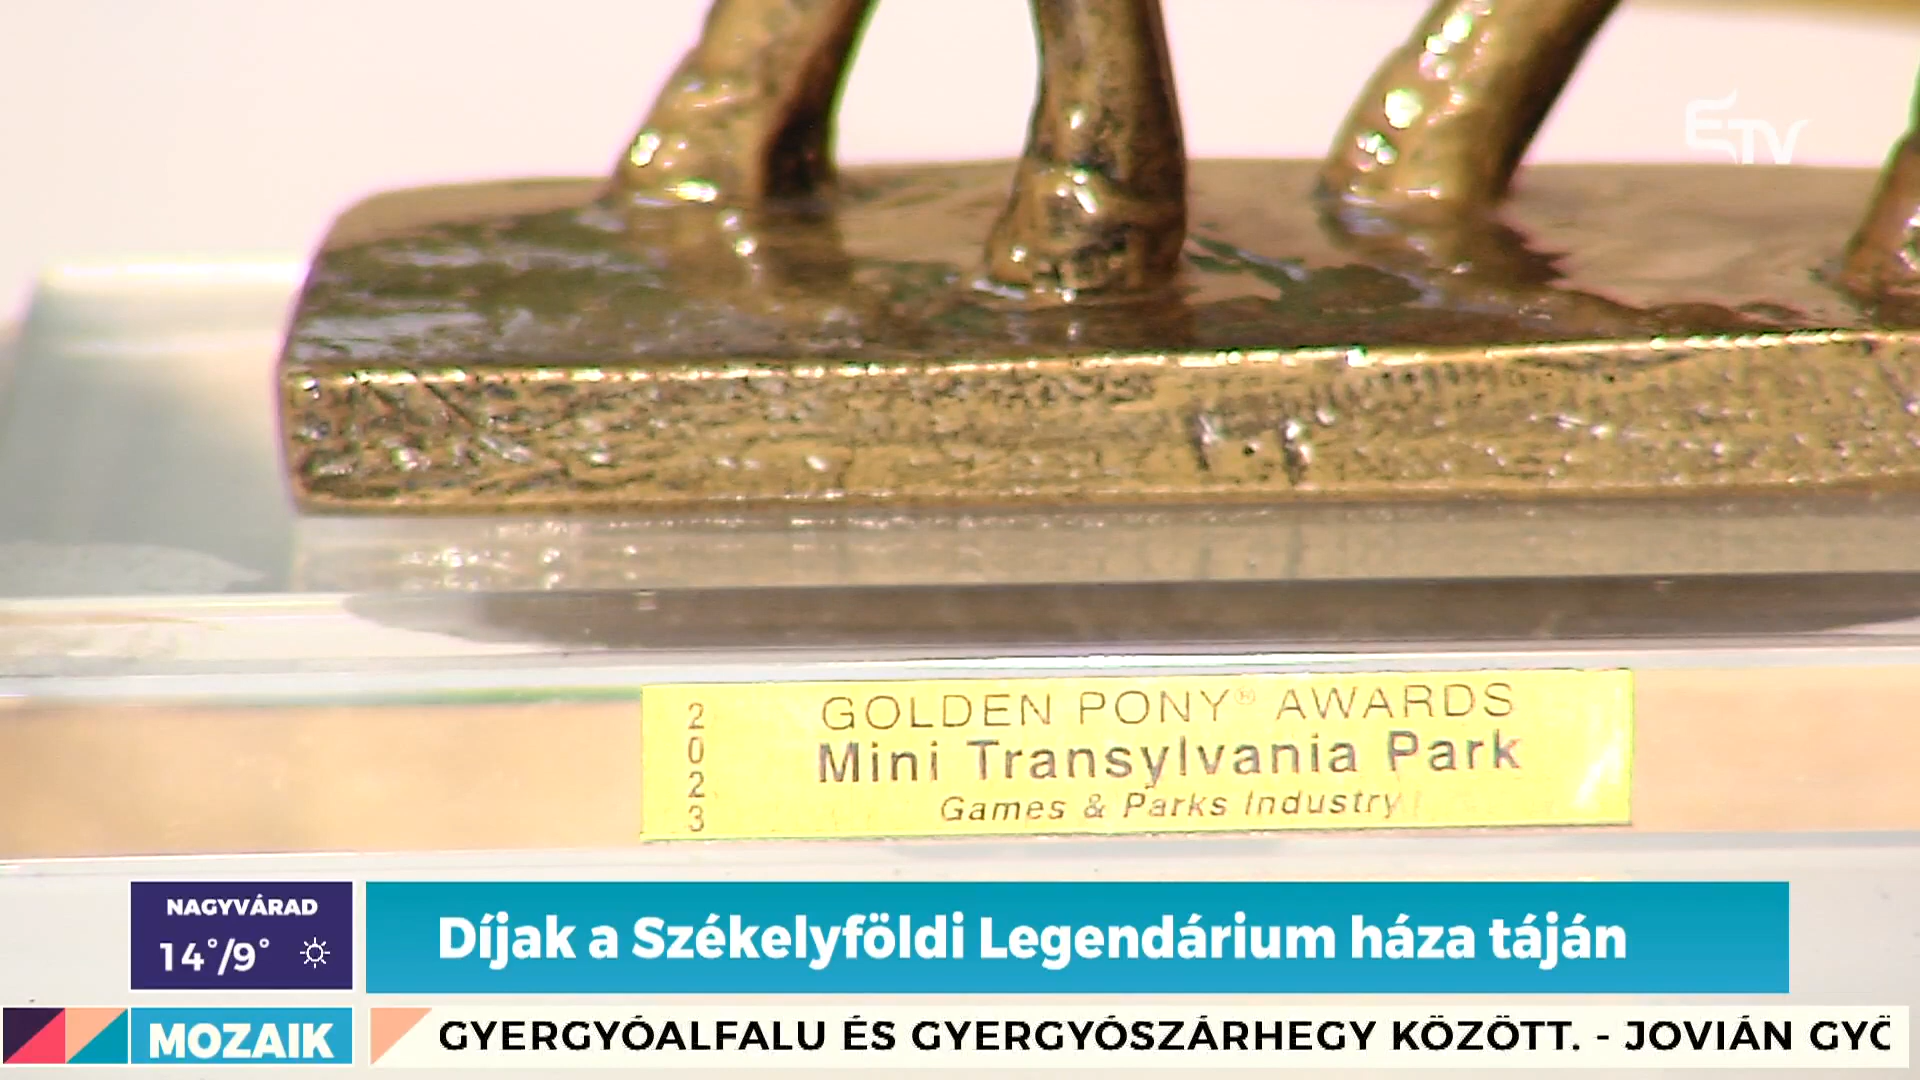 ETV
2023
GOLDEN PONY® AWARDS
Mini Transylvania Park
Games & Parks Industry
NAGYVÁRAD
14°/9°
Díjak a Székelyföldi Legendárium háza táján
MOZAIK
GYERGYÓALFALU ÉS GYERGYÓSZÁRHEGY KÖZÖTT. - JOVIÁN GYÖ